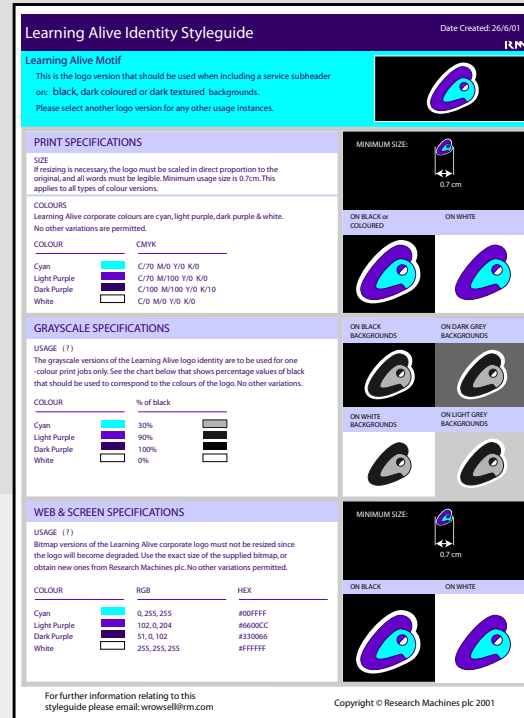 Learning Alive Identity Styleguide
Date Created: 26/6/01
RM
Learning Alive Motif
This is the logo version that should be used when including a service subheader
on: black, dark coloured or dark textured backgrounds.
Please select another logo version for any other usage instances.
PRINT SPECIFICATIONS
SIZE
If resizing is necessary, the logo must be scaled in direct proportion to the
original, and all words must be legible. Minimum usage size is 0.7cm. This
applies to all types of colour versions.
COLOURS
Learning Alive corporate colours are cyan, light purple, dark purple & white.
No other variations are permitted.
COLOUR CMYK
Cyan C/70 M/0 Y/0 K/0
Light Purple C/70 M/100 Y/0 K/0
Dark Purple C/100 M/100 Y/0 K/10
White C/0 M/0 Y/0 K/0
MINIMUM SIZE:
0.7 cm
ON BLACK or
COLOURED
ON WHITE
GRAYSCALE SPECIFICATIONS
USAGE (?)
The grayscale versions of the Learning Alive logo identity are to be used for one
-colour print jobs only. See the chart below that shows percentage values of black
that should be used to correspond to the colours of the logo. No other variations.
COLOUR % of black
Cyan 30%
Light Purple 90%
Dark Purple 100%
White 0%
ON BLACK
BACKGROUNDS
ON DARK GREY
BACKGROUNDS
ON WHITE
BACKGROUNDS
ON LIGHT GREY
BACKGROUNDS
WEB & SCREEN SPECIFICATIONS
USAGE (?)
Bitmap versions of the Learning Alive corporate logo must not be resized since
the logo will become degraded. Use the exact size of the supplied bitmap, or
obtain new ones from Research Machines plc. No other variations permitted.
COLOUR RGB HEX
Cyan 0, 255, 255 #00FFFF
Light Purple 102, 0, 204 #6600CC
Dark Purple 51, 0, 102 #330066
White 255, 255, 255 #FFFFFF
MINIMUM SIZE:
0.7 cm
ON BLACK
ON WHITE
For further information relating to this
styleguide please email: wrowsell@rm.com
Copyright © Research Machines plc 2001